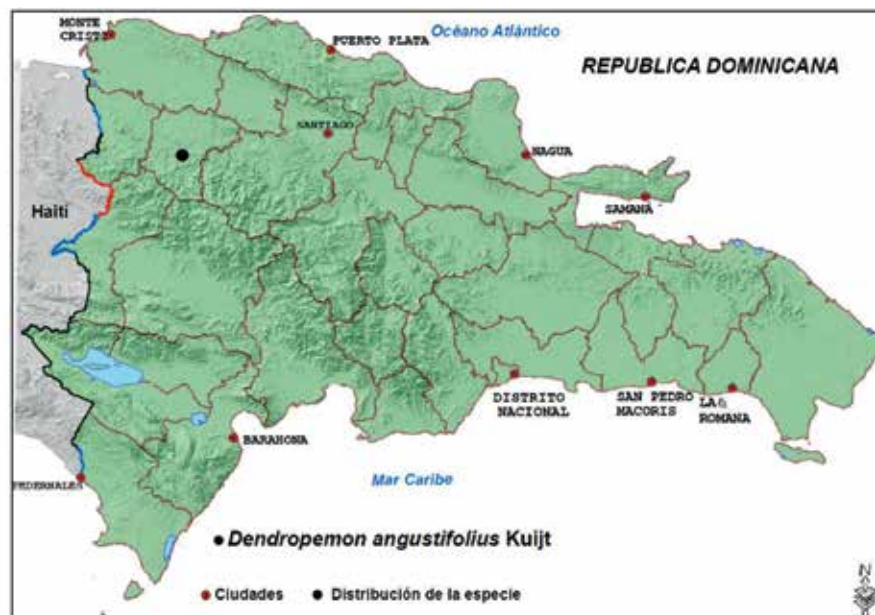 MONTE
CRISTI
PUERTO PLATA
Océano Atlántico
REPUBLICA DOMINICANA
SANTIAGO
NAGUA
Haití
SAMANÁ
DISTRITO
NACIONAL
SAN PEDRO
MACORIS
LA
ROMANA
BARAHONA
Mar Caribe
PEDERNALES
Dendropemon angustifolius Kuijt
Ciudades
Distribución de la especie
N